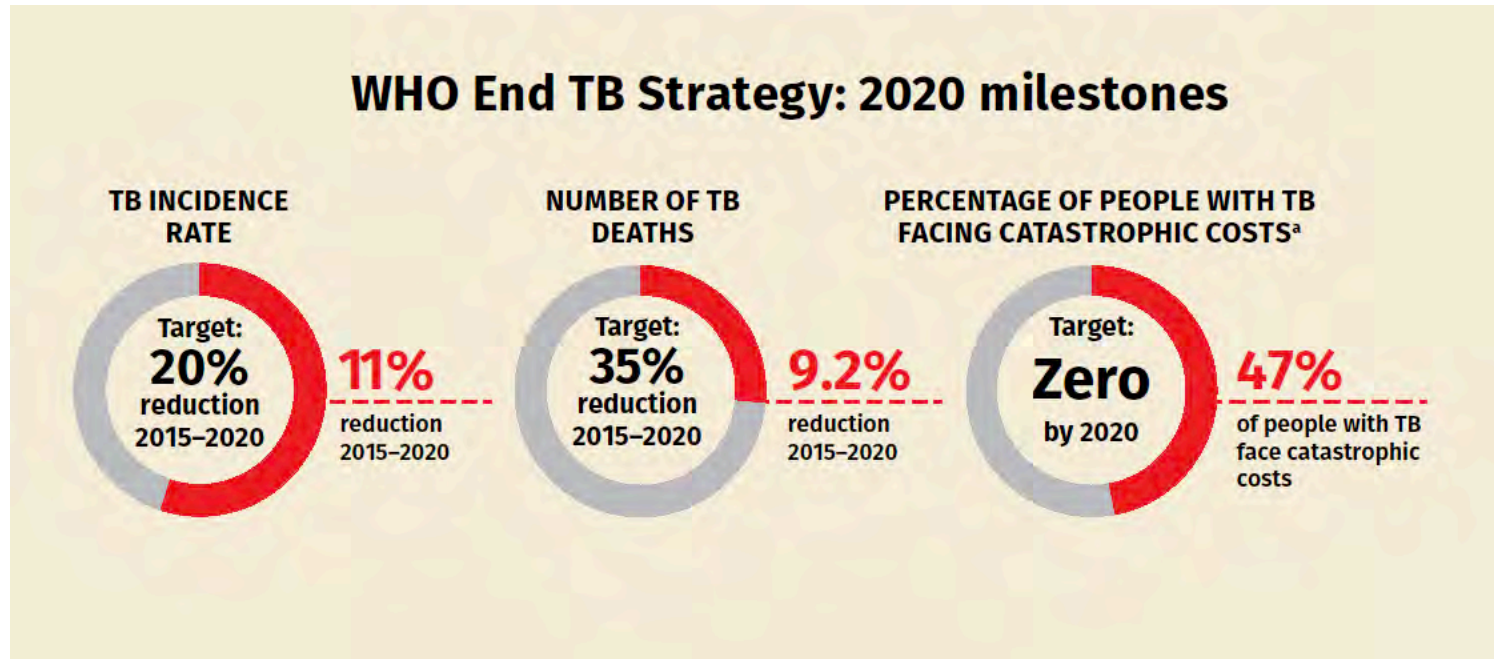 WHO End TB Strategy: 2020 milestones
TB INCIDENCE
RATE
Target:
20%
reduction
2015–2020
11%
reduction
2015–2020
NUMBER OF TB
DEATHS
Target:
35%
reduction
2015–2020
9.2%
reduction
2015–2020
PERCENTAGE OF PEOPLE WITH TB
FACING CATASTROPHIC COSTSᵃ
Target:
Zero
by 2020
47%
of people with TB
face catastrophic
costs